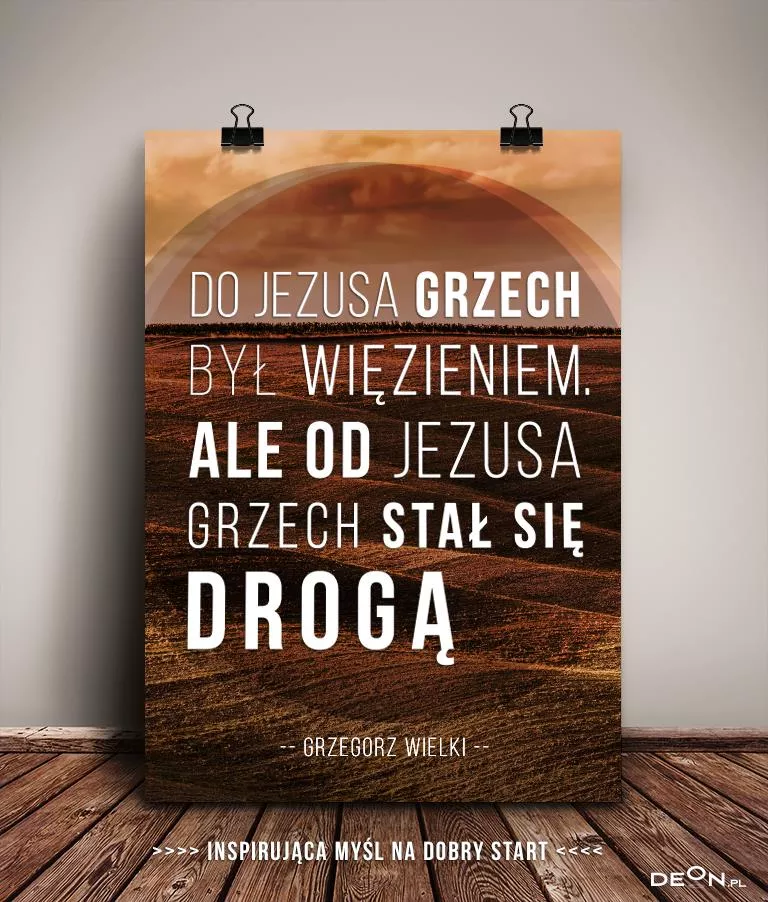 DO JEZUSA GRZECH
BYŁ WIĘZIENIEM.
ALE OD JEZUSA
GRZECH STAŁ SIĘ
DROGĄ
-- GRZEGORZ WIELKI --
>>>> INSPIRUJĄCA MYŚL NA DOBRY START <<<<
DEON.PL